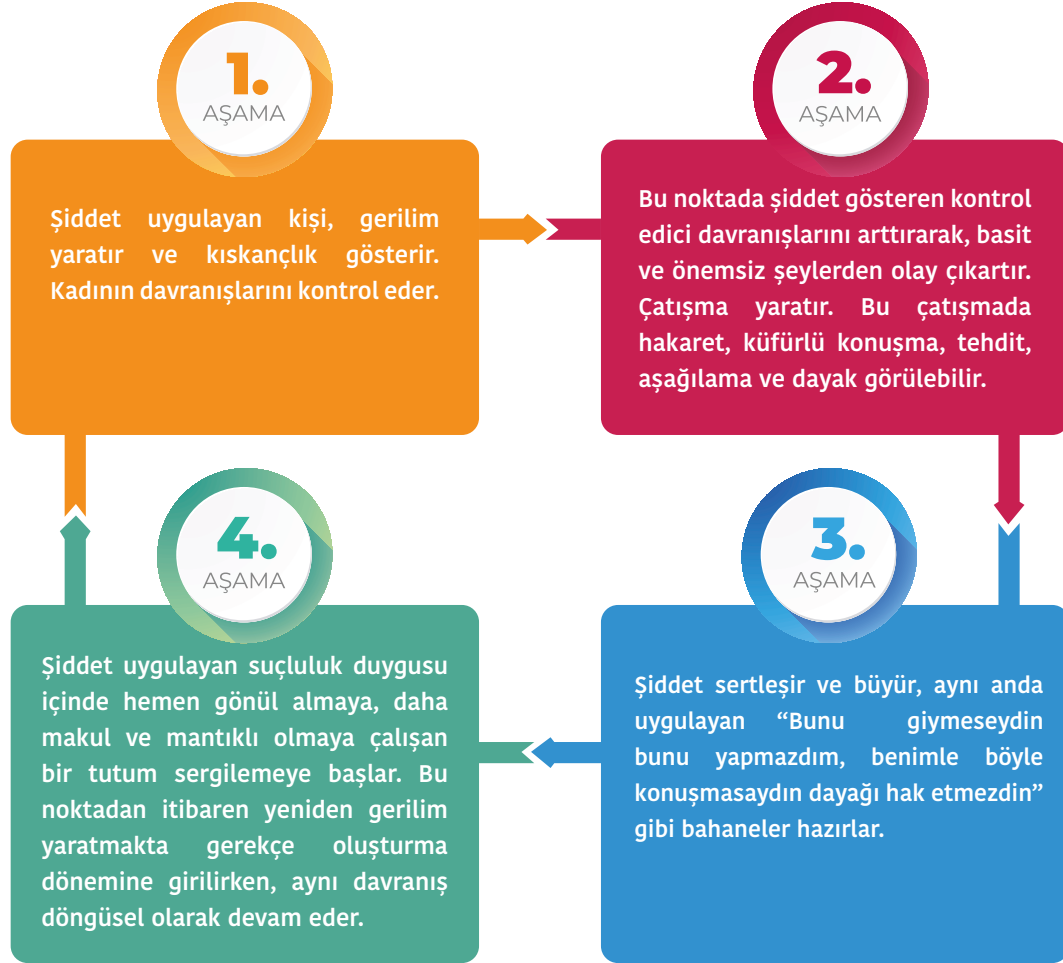 1.
AŞAMA
Şiddet uygulayan kişi, gerilim
yaratır ve kıskançlık gösterir.
Kadının davranışlarını kontrol eder.
2.
AŞAMA
Bu noktada şiddet gösteren kontrol
edici davranışlarını arttırarak, basit
ve önemsiz şeylerden olay çıkartır.
Çatışma yaratır. Bu çatışmada
hakaret, küfürlü konuşma, tehdit,
aşağılama ve dayak görülebilir.
3.
AŞAMA
Şiddet sertleşir ve büyür, aynı anda
uygulayan “Bunu giymeseydin
bunu yapmazdım, benimle böyle
konuşmasaydın dayağı hak etmezdin”
gibi bahaneler hazırlar.
4.
AŞAMA
Şiddet uygulayan suçluluk duygusu
içinde hemen gönül almaya, daha
makul ve mantıklı olmaya çalışan
bir tutum sergilemeye başlar. Bu
noktadan itibaren yeniden gerilim
yaratmakta gerekçe oluşturma
dönemine girilirken, aynı davranış
döngüsel olarak devam eder.